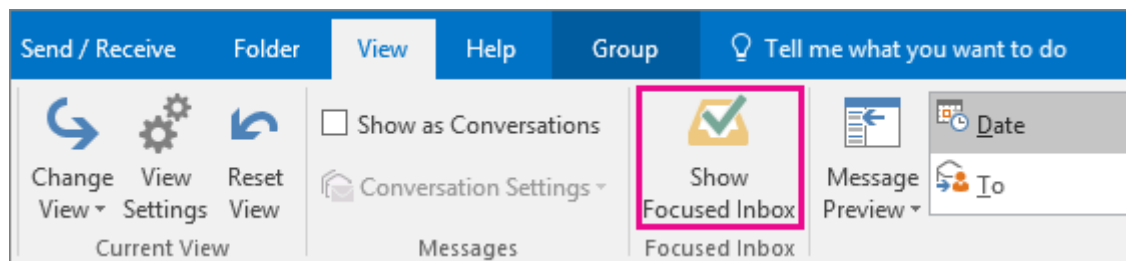 Send / Receive
Folder
View
Help
Group
Tell me what you want to do
Change View
View Settings
Reset View
Show as Conversations
Conversation Settings
Show Focused Inbox
Message Preview
Date
To
Current View
Messages
Focused Inbox